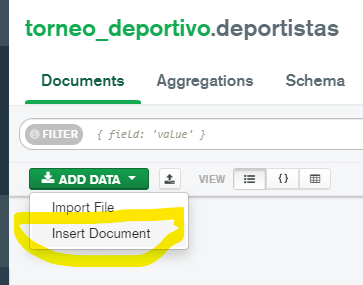 torneo_deportivo.deportistas
Documents Aggregations Schema
FILTER { field: 'value' }
ADD DATA VIEW { }
Import File
Insert Document